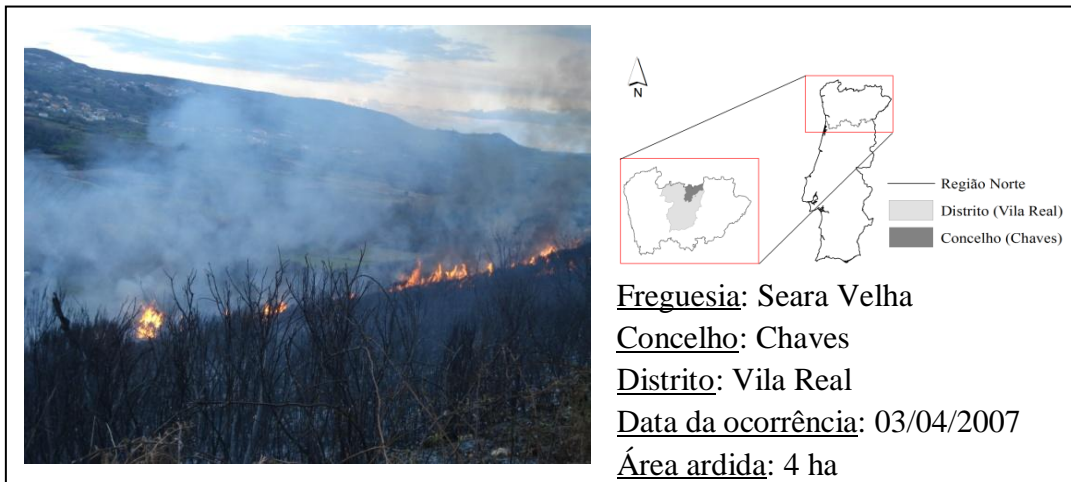 N
Região Norte
Distrito (Vila Real)
Concelho (Chaves)
Freguesia: Seara Velha
Concelho: Chaves
Distrito: Vila Real
Data da ocorrência: 03/04/2007
Área ardida: 4 ha